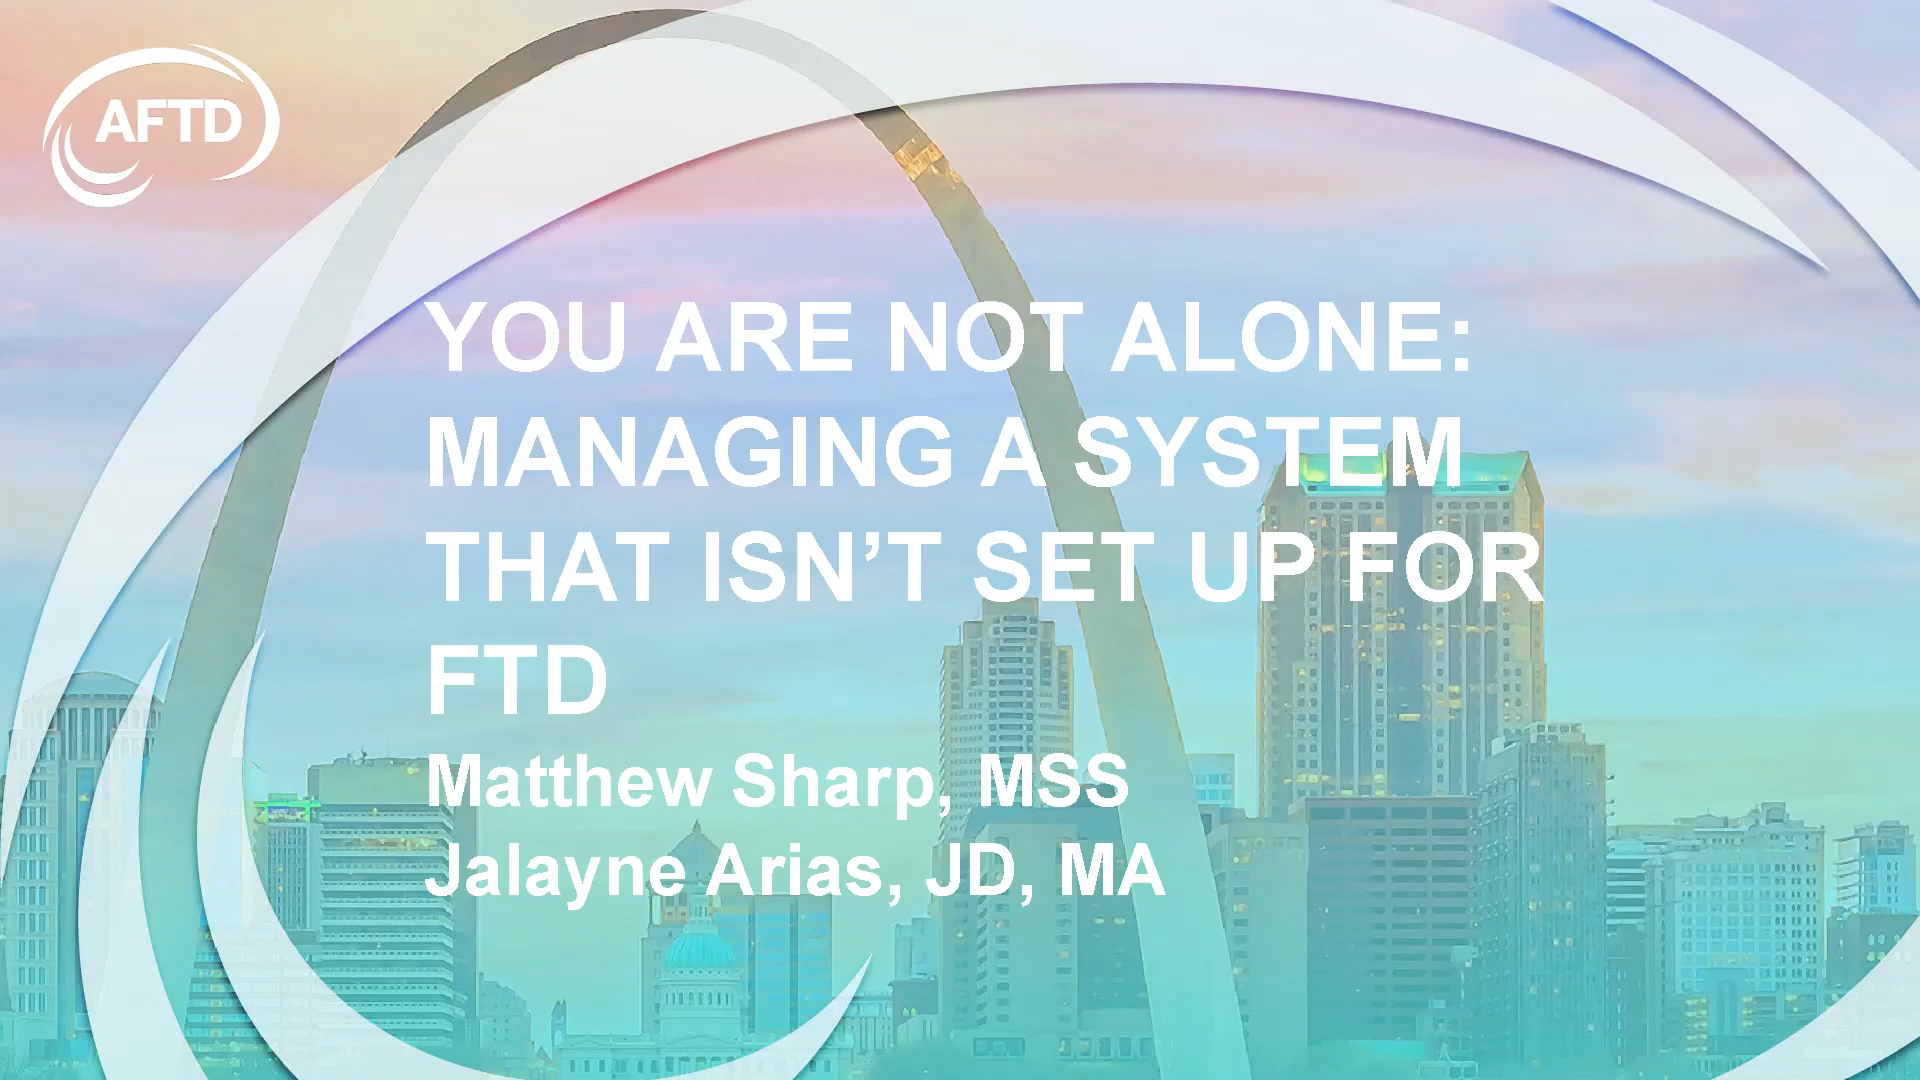 AFTD
YOU ARE NOT ALONE:
MANAGING A SYSTEM
THAT ISN’T SET UP FOR
FTD
Matthew Sharp, MSS
Jalayne Arias, JD, MA